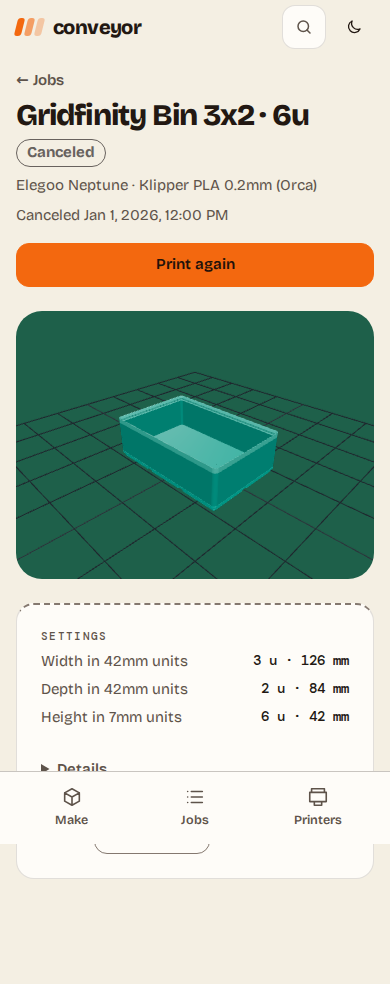 conveyor
← Jobs
Gridfinity Bin 3x2 · 6u
Canceled
Elegoo Neptune · Klipper PLA 0.2mm (Orca)
Canceled Jan 1, 2026, 12:00 PM
Print again
SETTINGS
Width in 42mm units 3 u · 126 mm
Depth in 42mm units 2 u · 84 mm
Height in 7mm units 6 u · 42 mm
Details
Make Jobs Printers